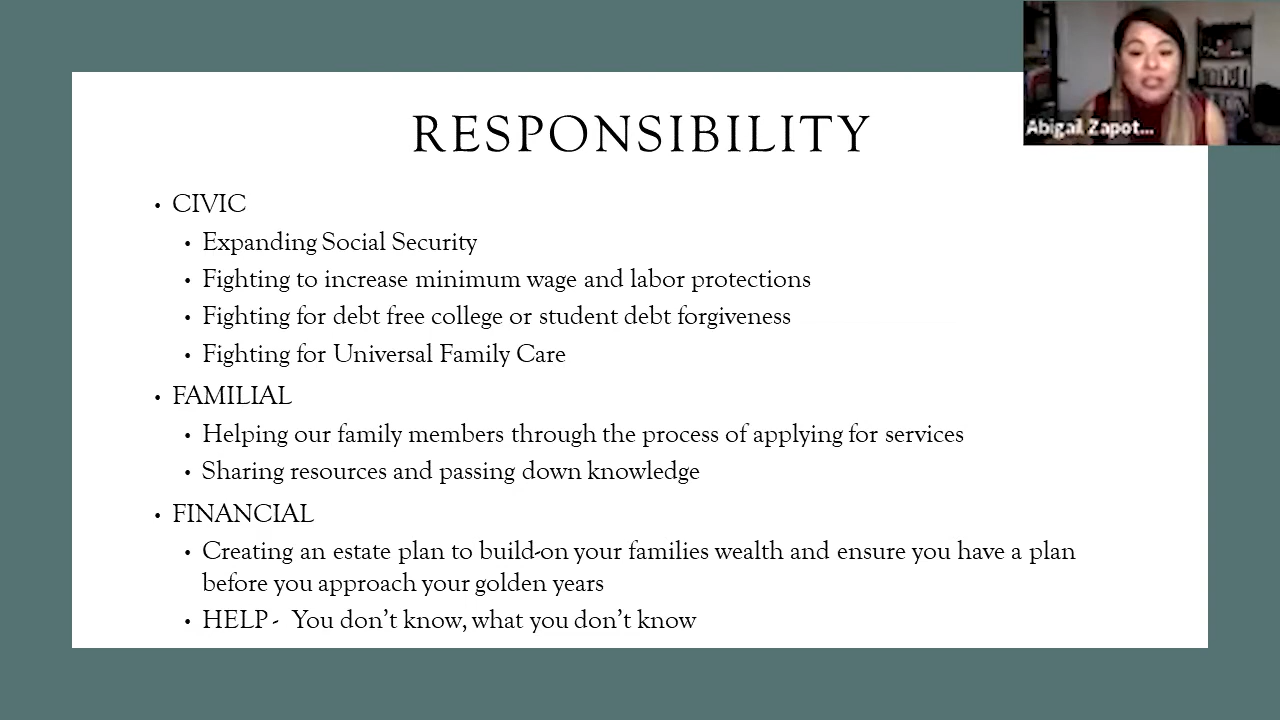 RESPONSIBILITY
Abigail Zapot...
• CIVIC
• Expanding Social Security
• Fighting to increase minimum wage and labor protections
• Fighting for debt free college or student debt forgiveness
• Fighting for Universal Family Care
• FAMILIAL
• Helping our family members through the process of applying for services
• Sharing resources and passing down knowledge
• FINANCIAL
• Creating an estate plan to build-on your families wealth and ensure you have a plan
before you approach your golden years
• HELP - You don’t know, what you don’t know